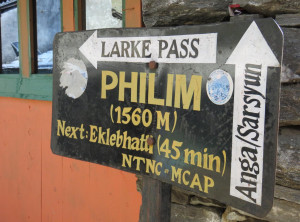 LARKE PASS
PHILIM
(1560 M)
Next: Eklebhatti (45 min)
NTNC-MCAP
Anga/Sarsyun